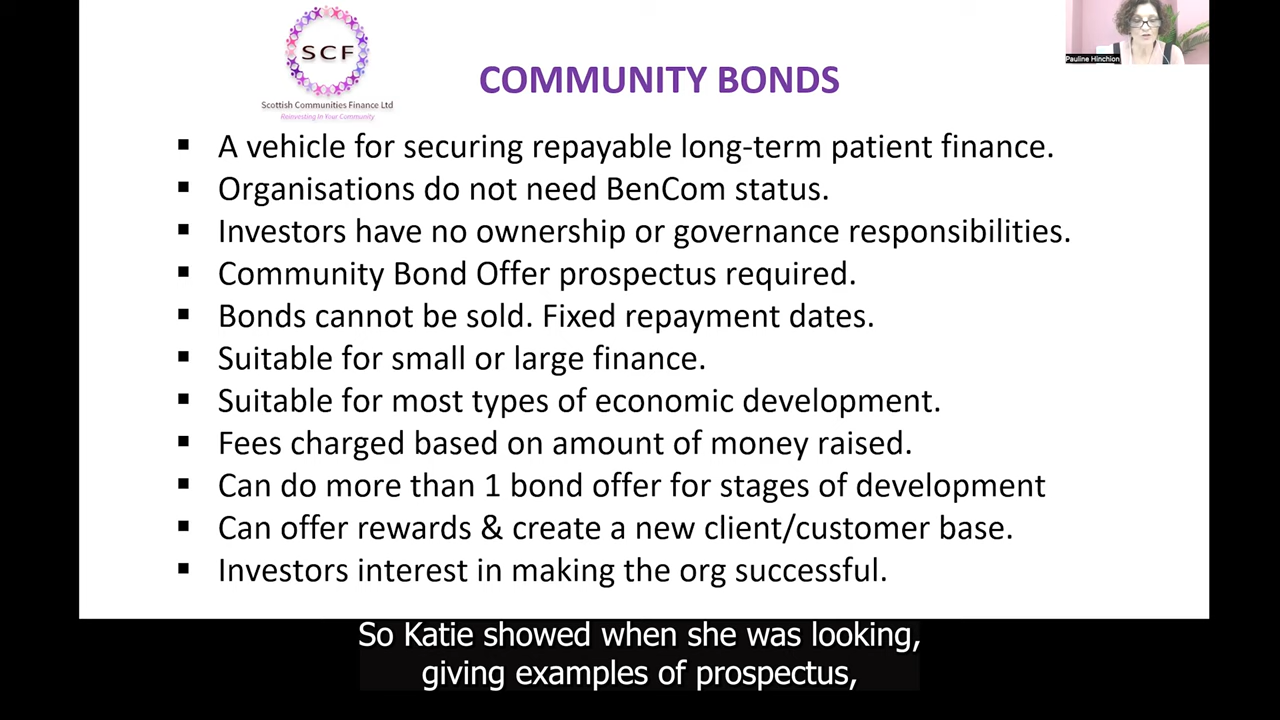 SCF
Scottish Communities Finance Ltd
Reinvesting In Your Community
Pauline Hinchion
COMMUNITY BONDS
▪ A vehicle for securing repayable long-term patient finance.
▪ Organisations do not need BenCom status.
▪ Investors have no ownership or governance responsibilities.
▪ Community Bond Offer prospectus required.
▪ Bonds cannot be sold. Fixed repayment dates.
▪ Suitable for small or large finance.
▪ Suitable for most types of economic development.
▪ Fees charged based on amount of money raised.
▪ Can do more than 1 bond offer for stages of development
▪ Can offer rewards & create a new client/customer base.
▪ Investors interest in making the org successful.
So Katie showed when she was looking,
giving examples of prospectus,